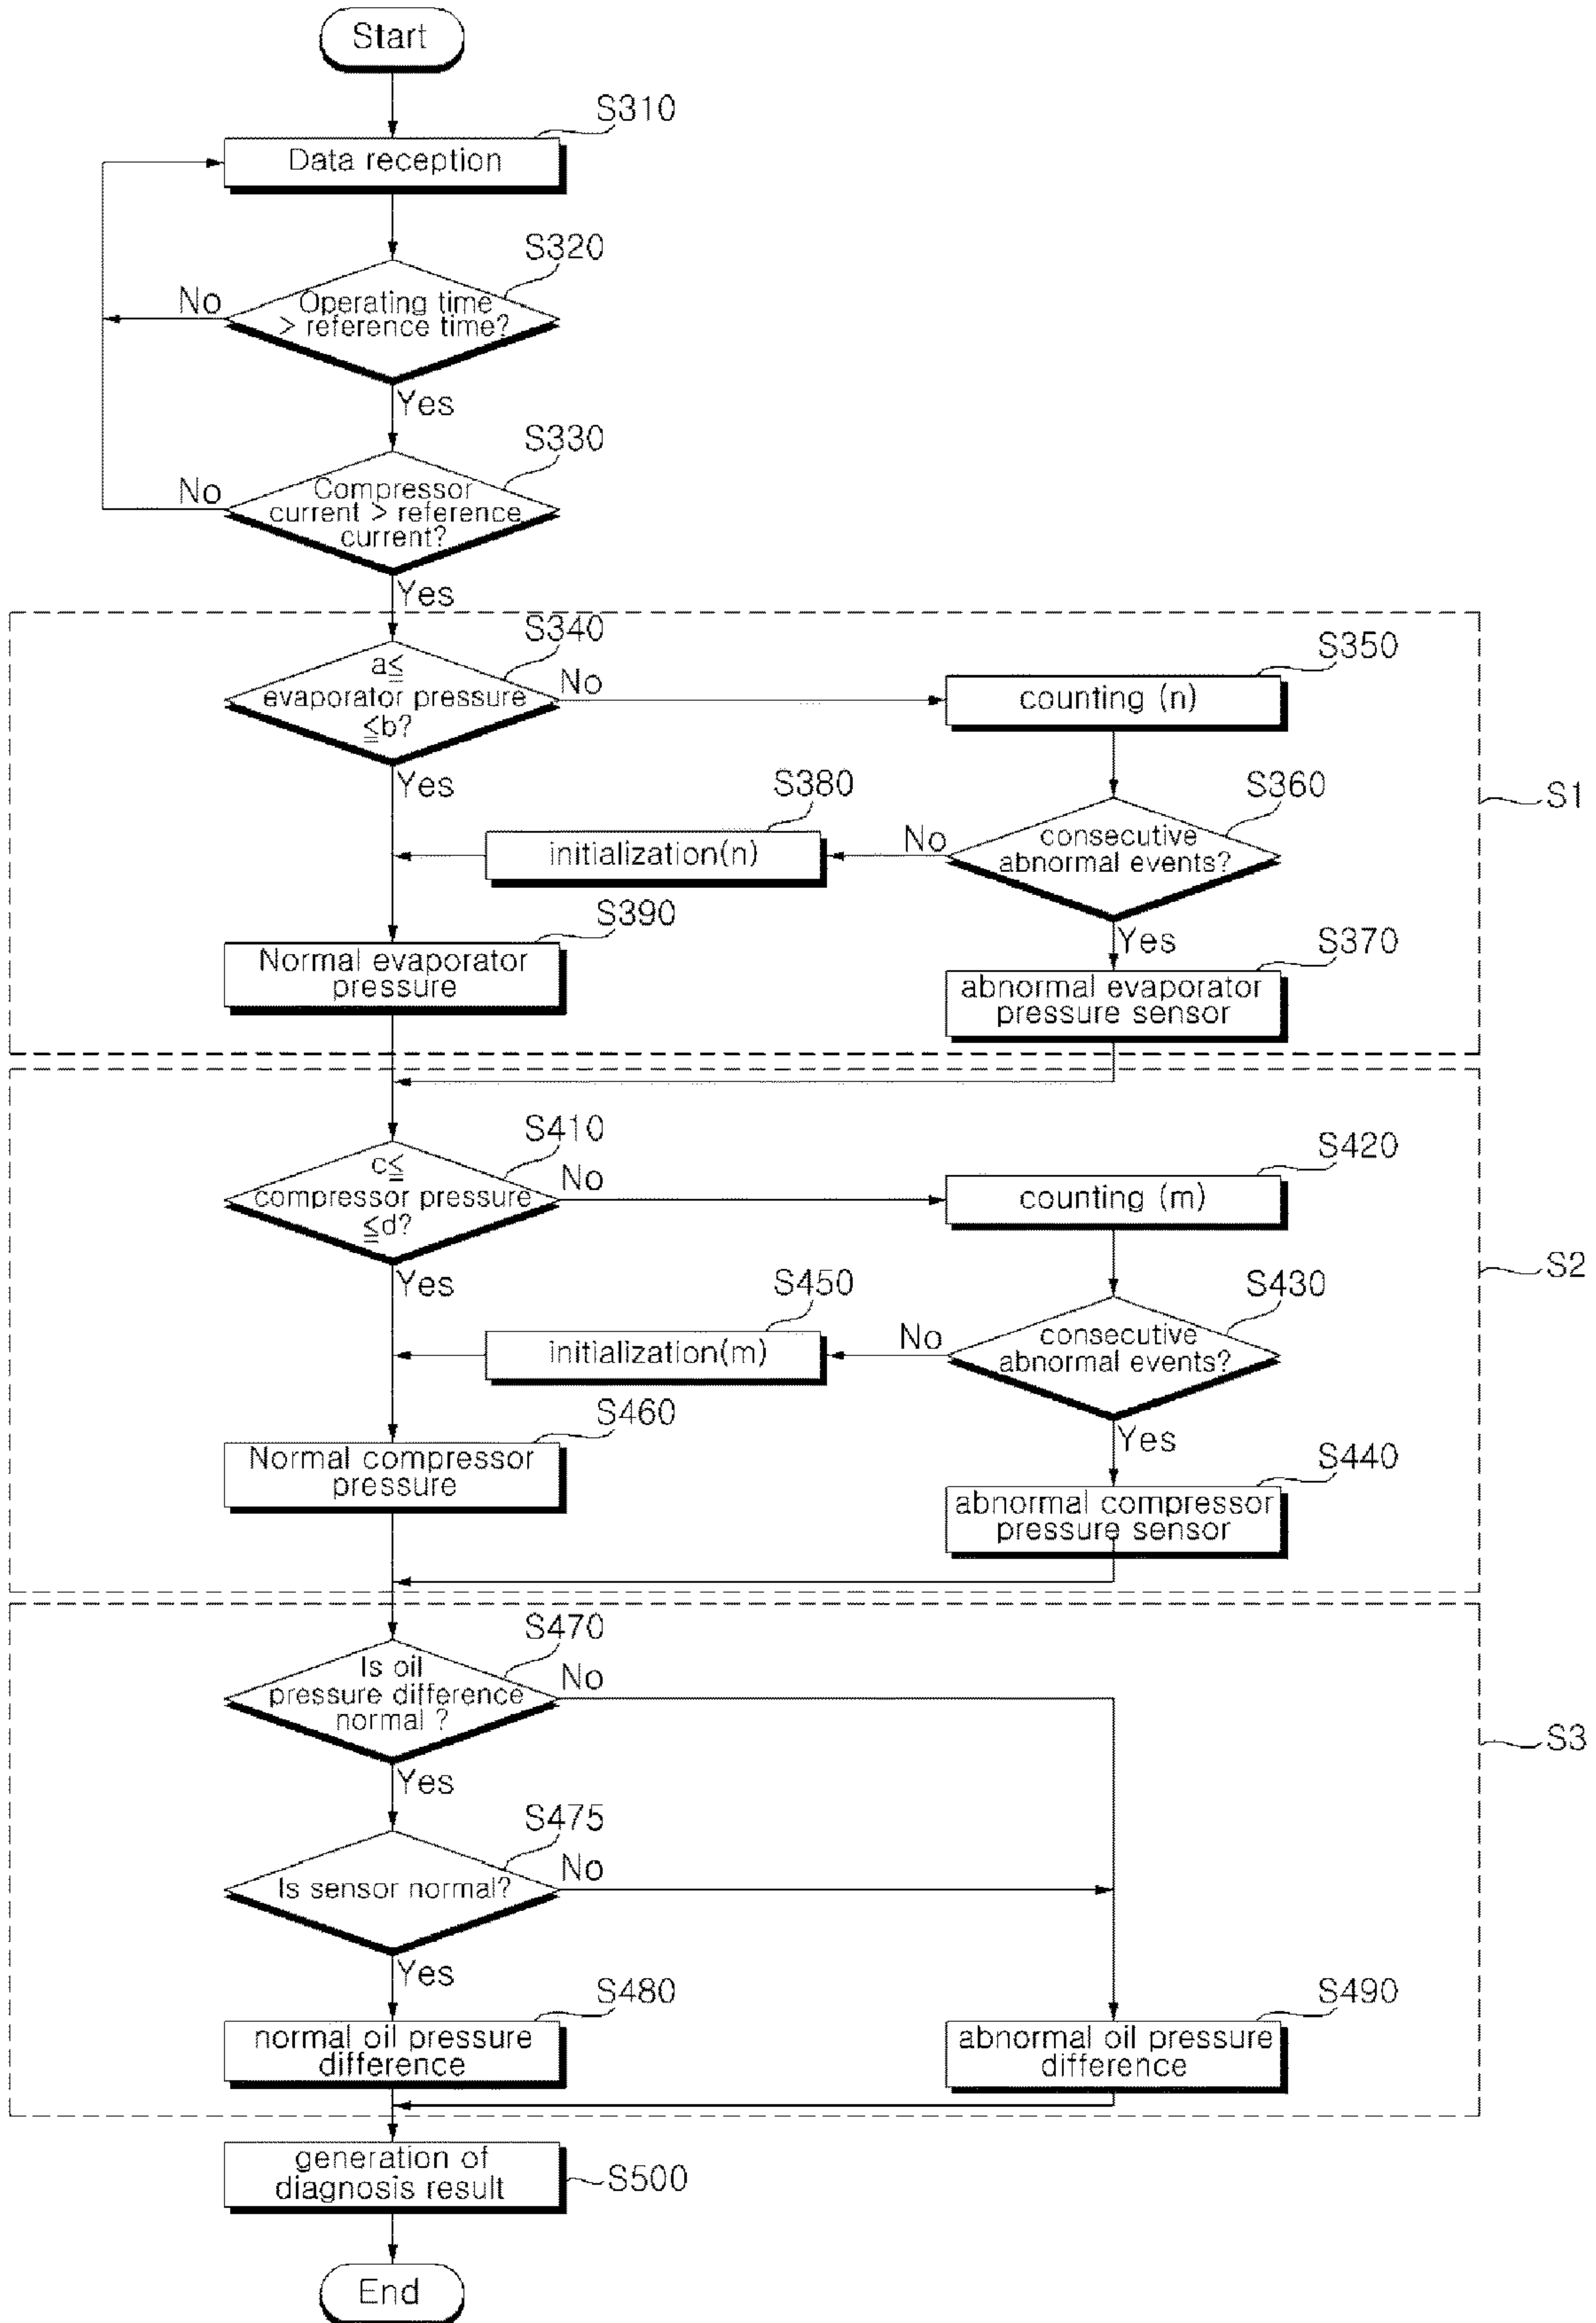 Start
S310
Data reception
S320
No
Operating time
> reference time?
Yes
S330
No
Compressor
current > reference
current?
Yes
S340
a≦
evaporator pressure
≦b?
No
S350
counting (n)
Yes
S380
S360
S1
initialization(n)
No
consecutive
abnormal events?
S390
Yes
S370
Normal evaporator
pressure
abnormal evaporator
pressure sensor
S410
c≦
compressor pressure
≦d?
No
S420
counting (m)
Yes
S450
S430
S2
initialization(m)
No
consecutive
abnormal events?
S460
Yes
S440
Normal compressor
pressure
abnormal compressor
pressure sensor
S470
Is oil
pressure difference
normal ?
No
S3
Yes
S475
Is sensor normal?
No
Yes
S480
S490
normal oil pressure
difference
abnormal oil pressure
difference
generation of
diagnosis result
S500
End